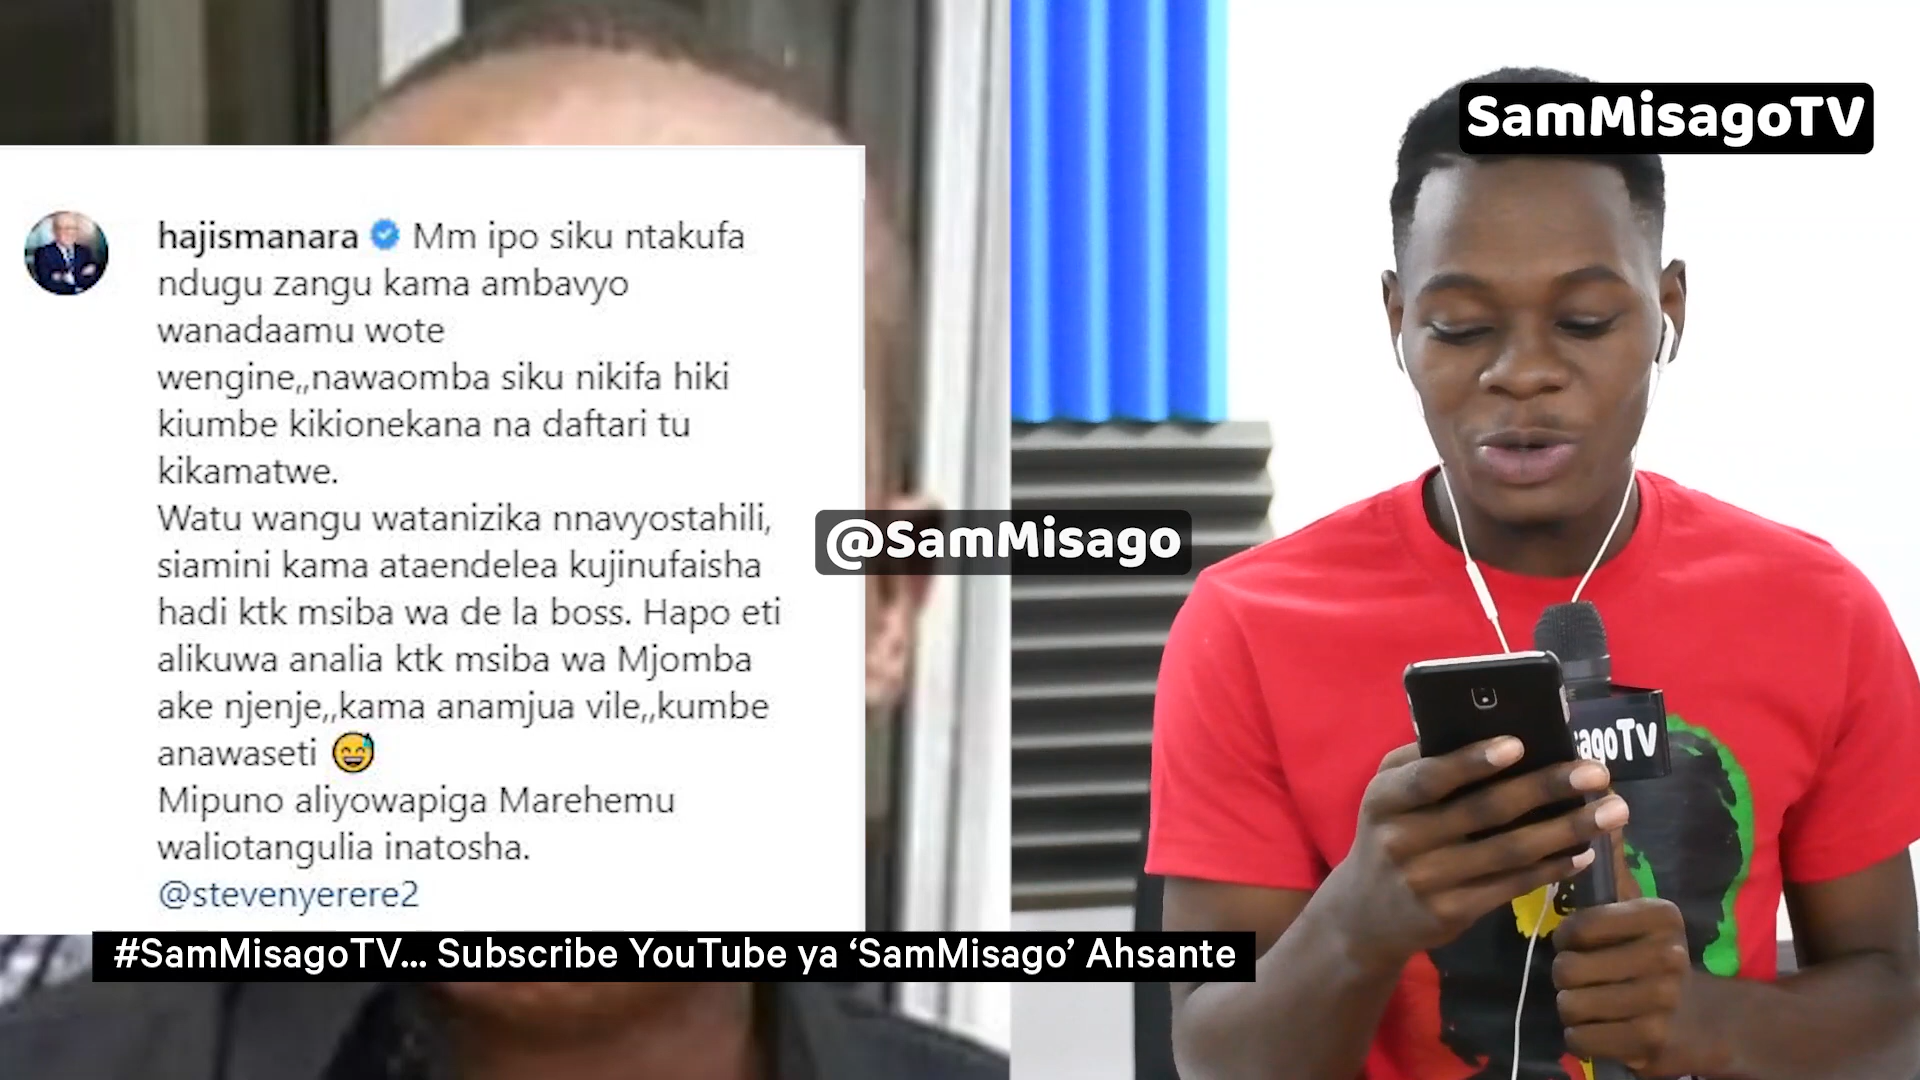 SamMisagoTV
hajismanara Mm ipo siku ntakufa
ndugu zangu kama ambavyo
wanadaamu wote
wengine,,nawaomba siku nikifa hiki
kiumbe kikionekana na daftari tu
kikamatwe.
Watu wangu watanizika nnavyostahili,
siamini kama ataendelea kujinufaisha
hadi ktk msiba wa de la boss. Hapo eti
alikuwa analia ktk msiba wa Mjomba
ake njenje,,kama anamjua vile,,kumbe
anawaseti 😅
Mipuno aliyowapiga Marehemu
waliotangulia inatosha.
@stevenyerere2
@SamMisago
agoTV
#SamMisagoTV... Subscribe YouTube ya ‘SamMisago’ Ahsante